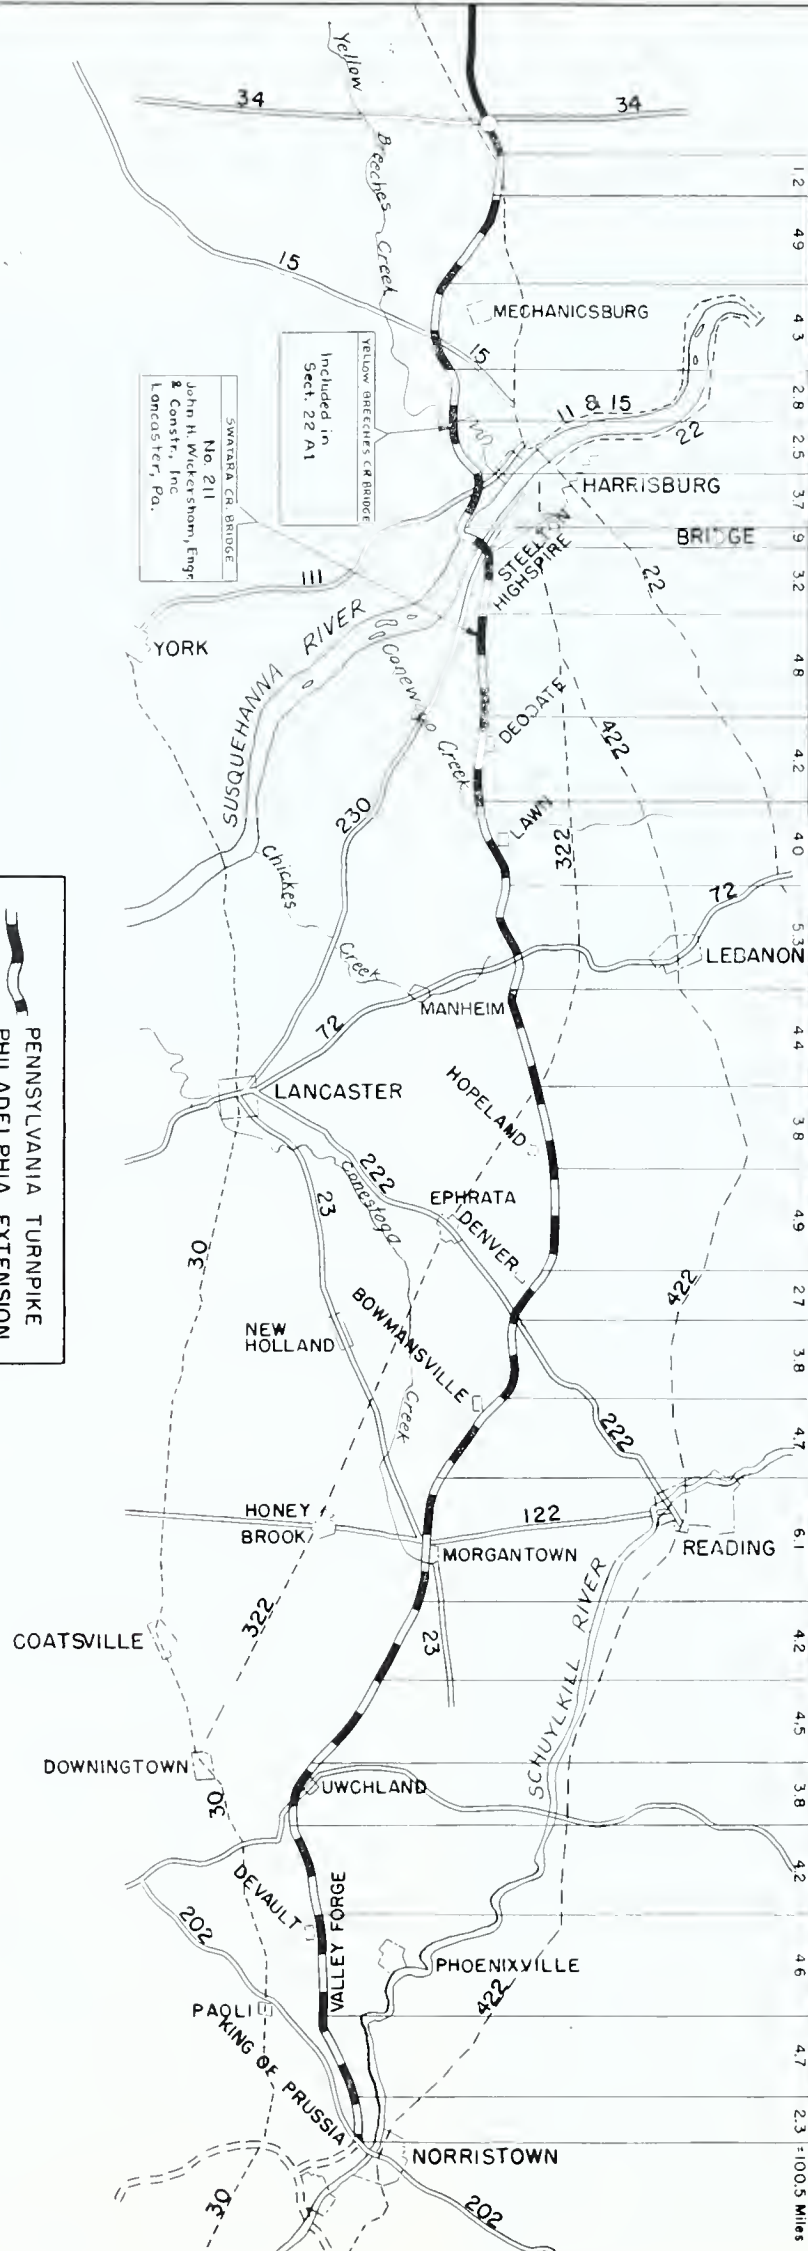 34
34
Yellow Breeches Creek
15
MECHANICSBURG
15
11 & 15
22
YELLOW BREECHES CR BRIDGE
Included in
Sect. 22 A1
SWATARA CR. BRIDGE
No. 211
John H. Wickersham, Engr.
& Constr., Inc
Lancaster, Pa.
HARRISBURG
BRIDGE
STEELTON
HIGHSPIRE
22
111
YORK
SUSQUEHANNA RIVER
Conewago Creek
DEODATE
422
LAWN
322
230
Chickes Creek
72
LEBANON
MANHEIM
72
LANCASTER
HOPELAND
222
Conestoga Creek
EPHRATA
DENVER
23
30
422
NEW
HOLLAND
BOWMANSVILLE
222
HONEY
BROOK
122
MORGANTOWN
READING
322
23
COATSVILLE
SCHUYLKILL RIVER
DOWNINGTOWN
UWCHLAND
30
DEVAULT
VALLEY FORGE
202
PHOENIXVILLE
422
PAOLI
KING OF PRUSSIA
NORRISTOWN
30
202
1.2 4.9 4.3 2.8 2.5 3.7 .9 3.2 4.8 4.2 4.0 5.3 4.4 3.8 4.9 2.7 3.8 4.7 6.1 4.2 4.5 3.8 4.2 4.6 4.7 2.3 =100.5 Miles
PENNSYLVANIA TURNPIKE
PHILADELPHIA EXTENSION